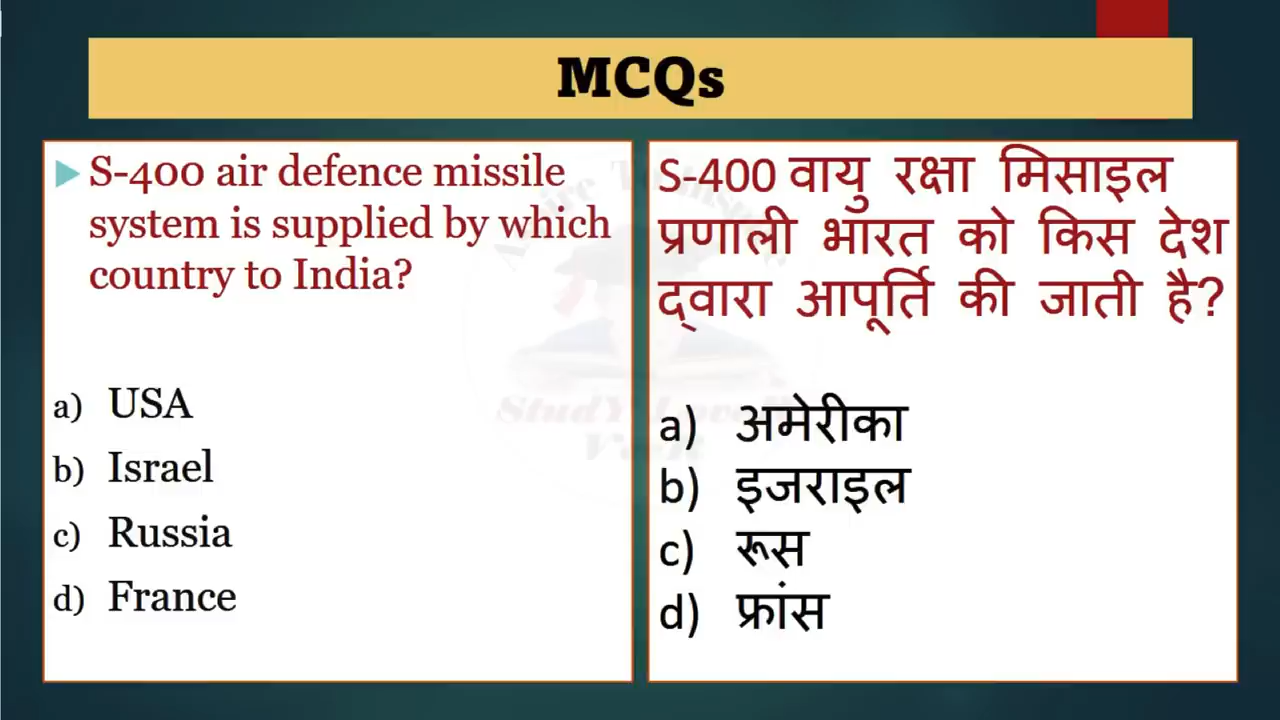 MCQs
S-400 air defence missile
system is supplied by which
country to India?
a) USA
b) Israel
c) Russia
d) France
S-400 वायु रक्षा मिसाइल
प्रणाली भारत को किस देश
द्वारा आपूर्ति की जाती है?
a) अमेरीका
b) इजराइल
c) रूस
d) फ्रांस